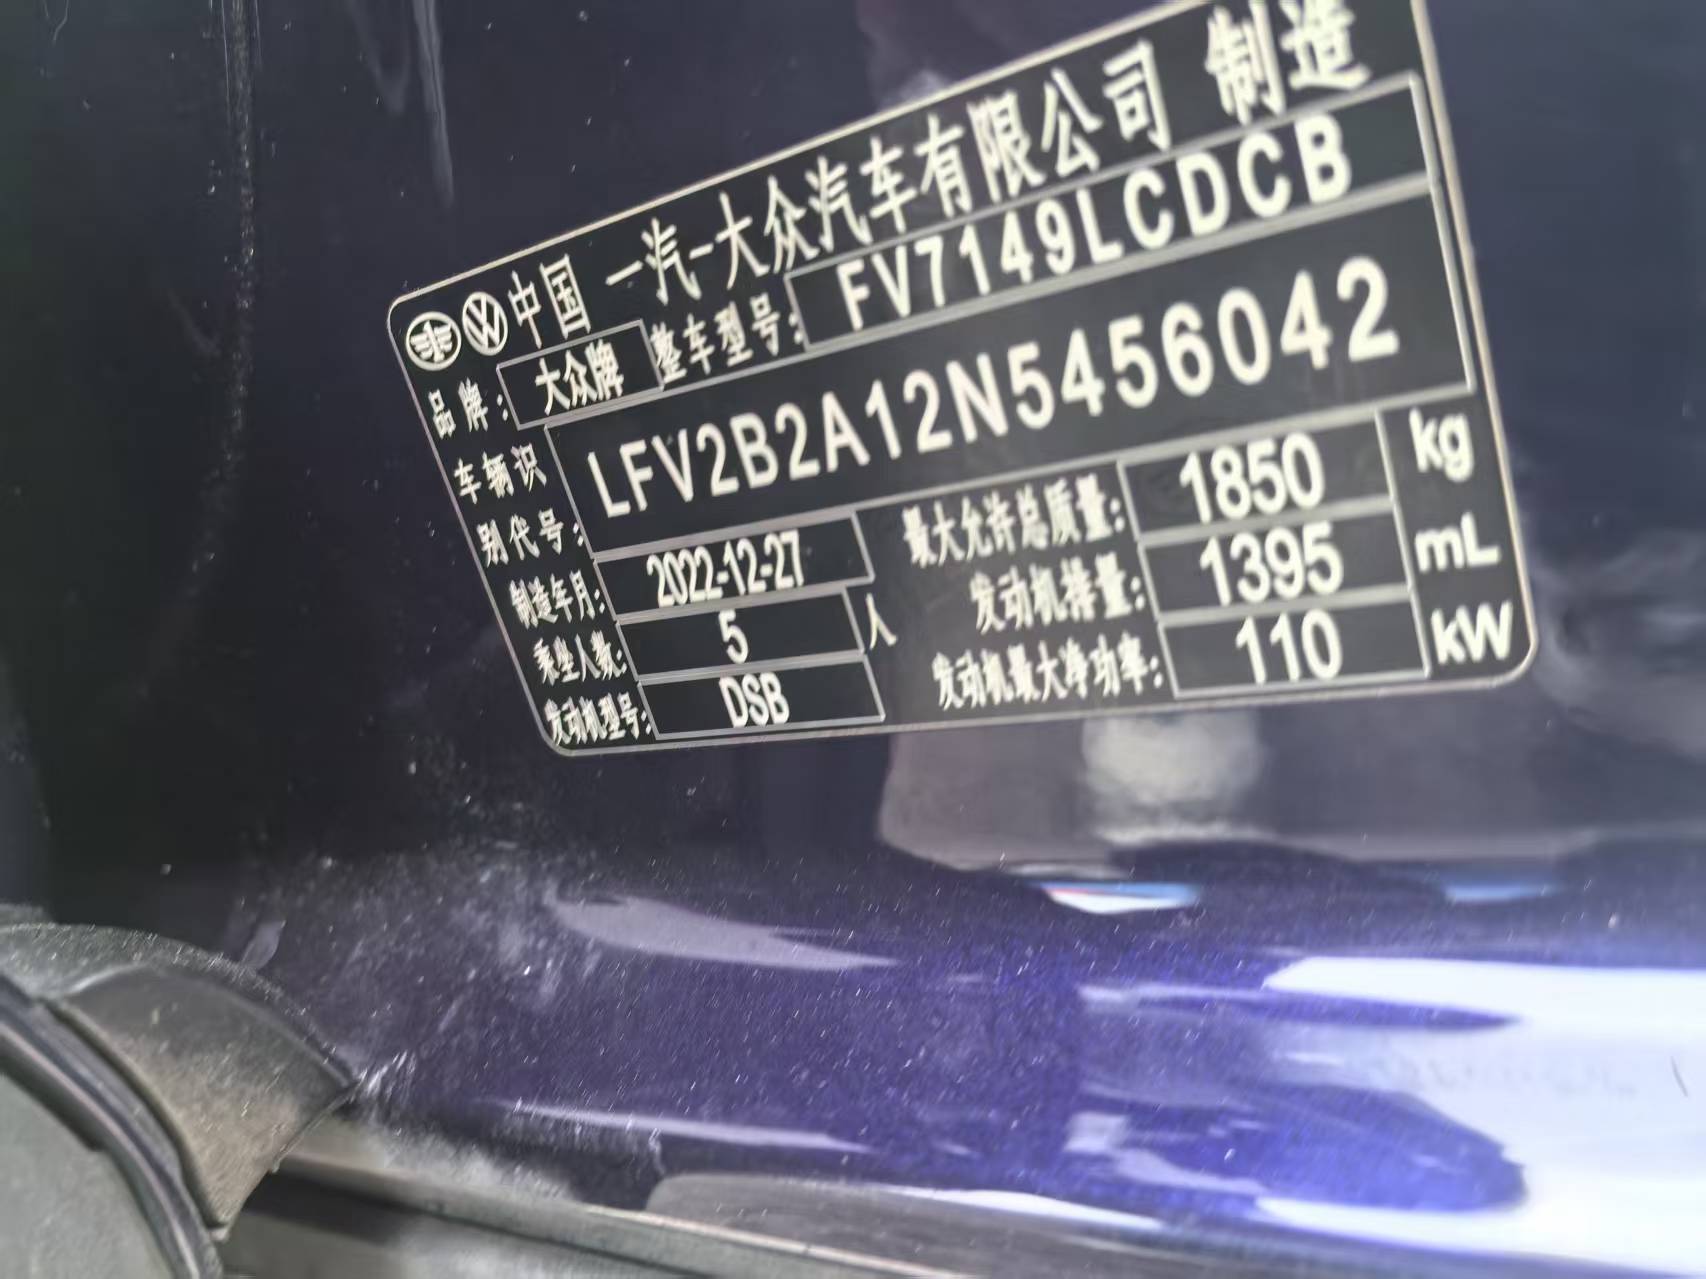 中国 一汽-大众汽车有限公司 制造
品牌: 大众牌 整车型号: FV7149LCDCB
车辆识别代号: LFV2B2A12N5456042
制造年月: 2022-12-27 最大允许总质量: 1850 kg
乘坐人数: 5 人 发动机排量: 1395 mL
发动机型号: DSB 发动机最大净功率: 110 kW